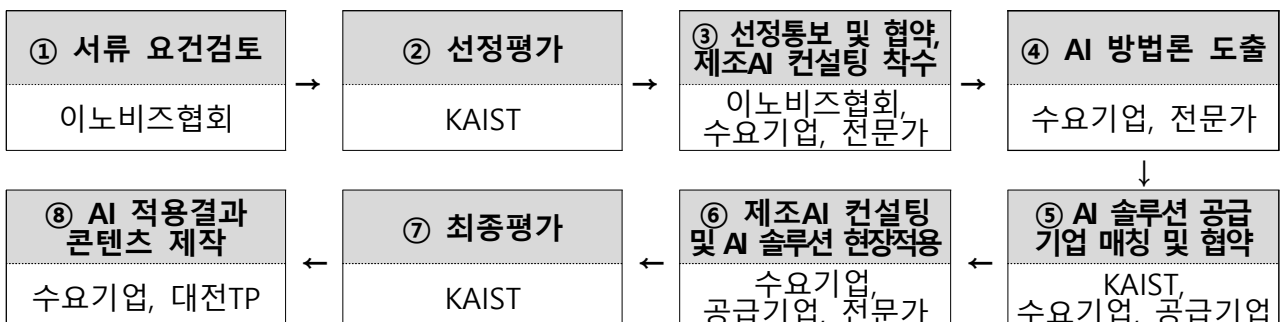 ① 서류 요건검토
이노비즈협회
→
② 선정평가
KAIST
→
③ 선정통보 및 협약,
제조AI 컨설팅 착수
이노비즈협회,
수요기업, 전문가
→
④ AI 방법론 도출
수요기업, 전문가
↓
⑤ AI 솔루션 공급
기업 매칭 및 협약
KAIST,
수요기업, 공급기업
←
⑥ 제조AI 컨설팅
및 AI 솔루션 현장적용
수요기업,
공급기업, 전문가
←
⑦ 최종평가
KAIST
←
⑧ AI 적용결과
콘텐츠 제작
수요기업, 대전TP